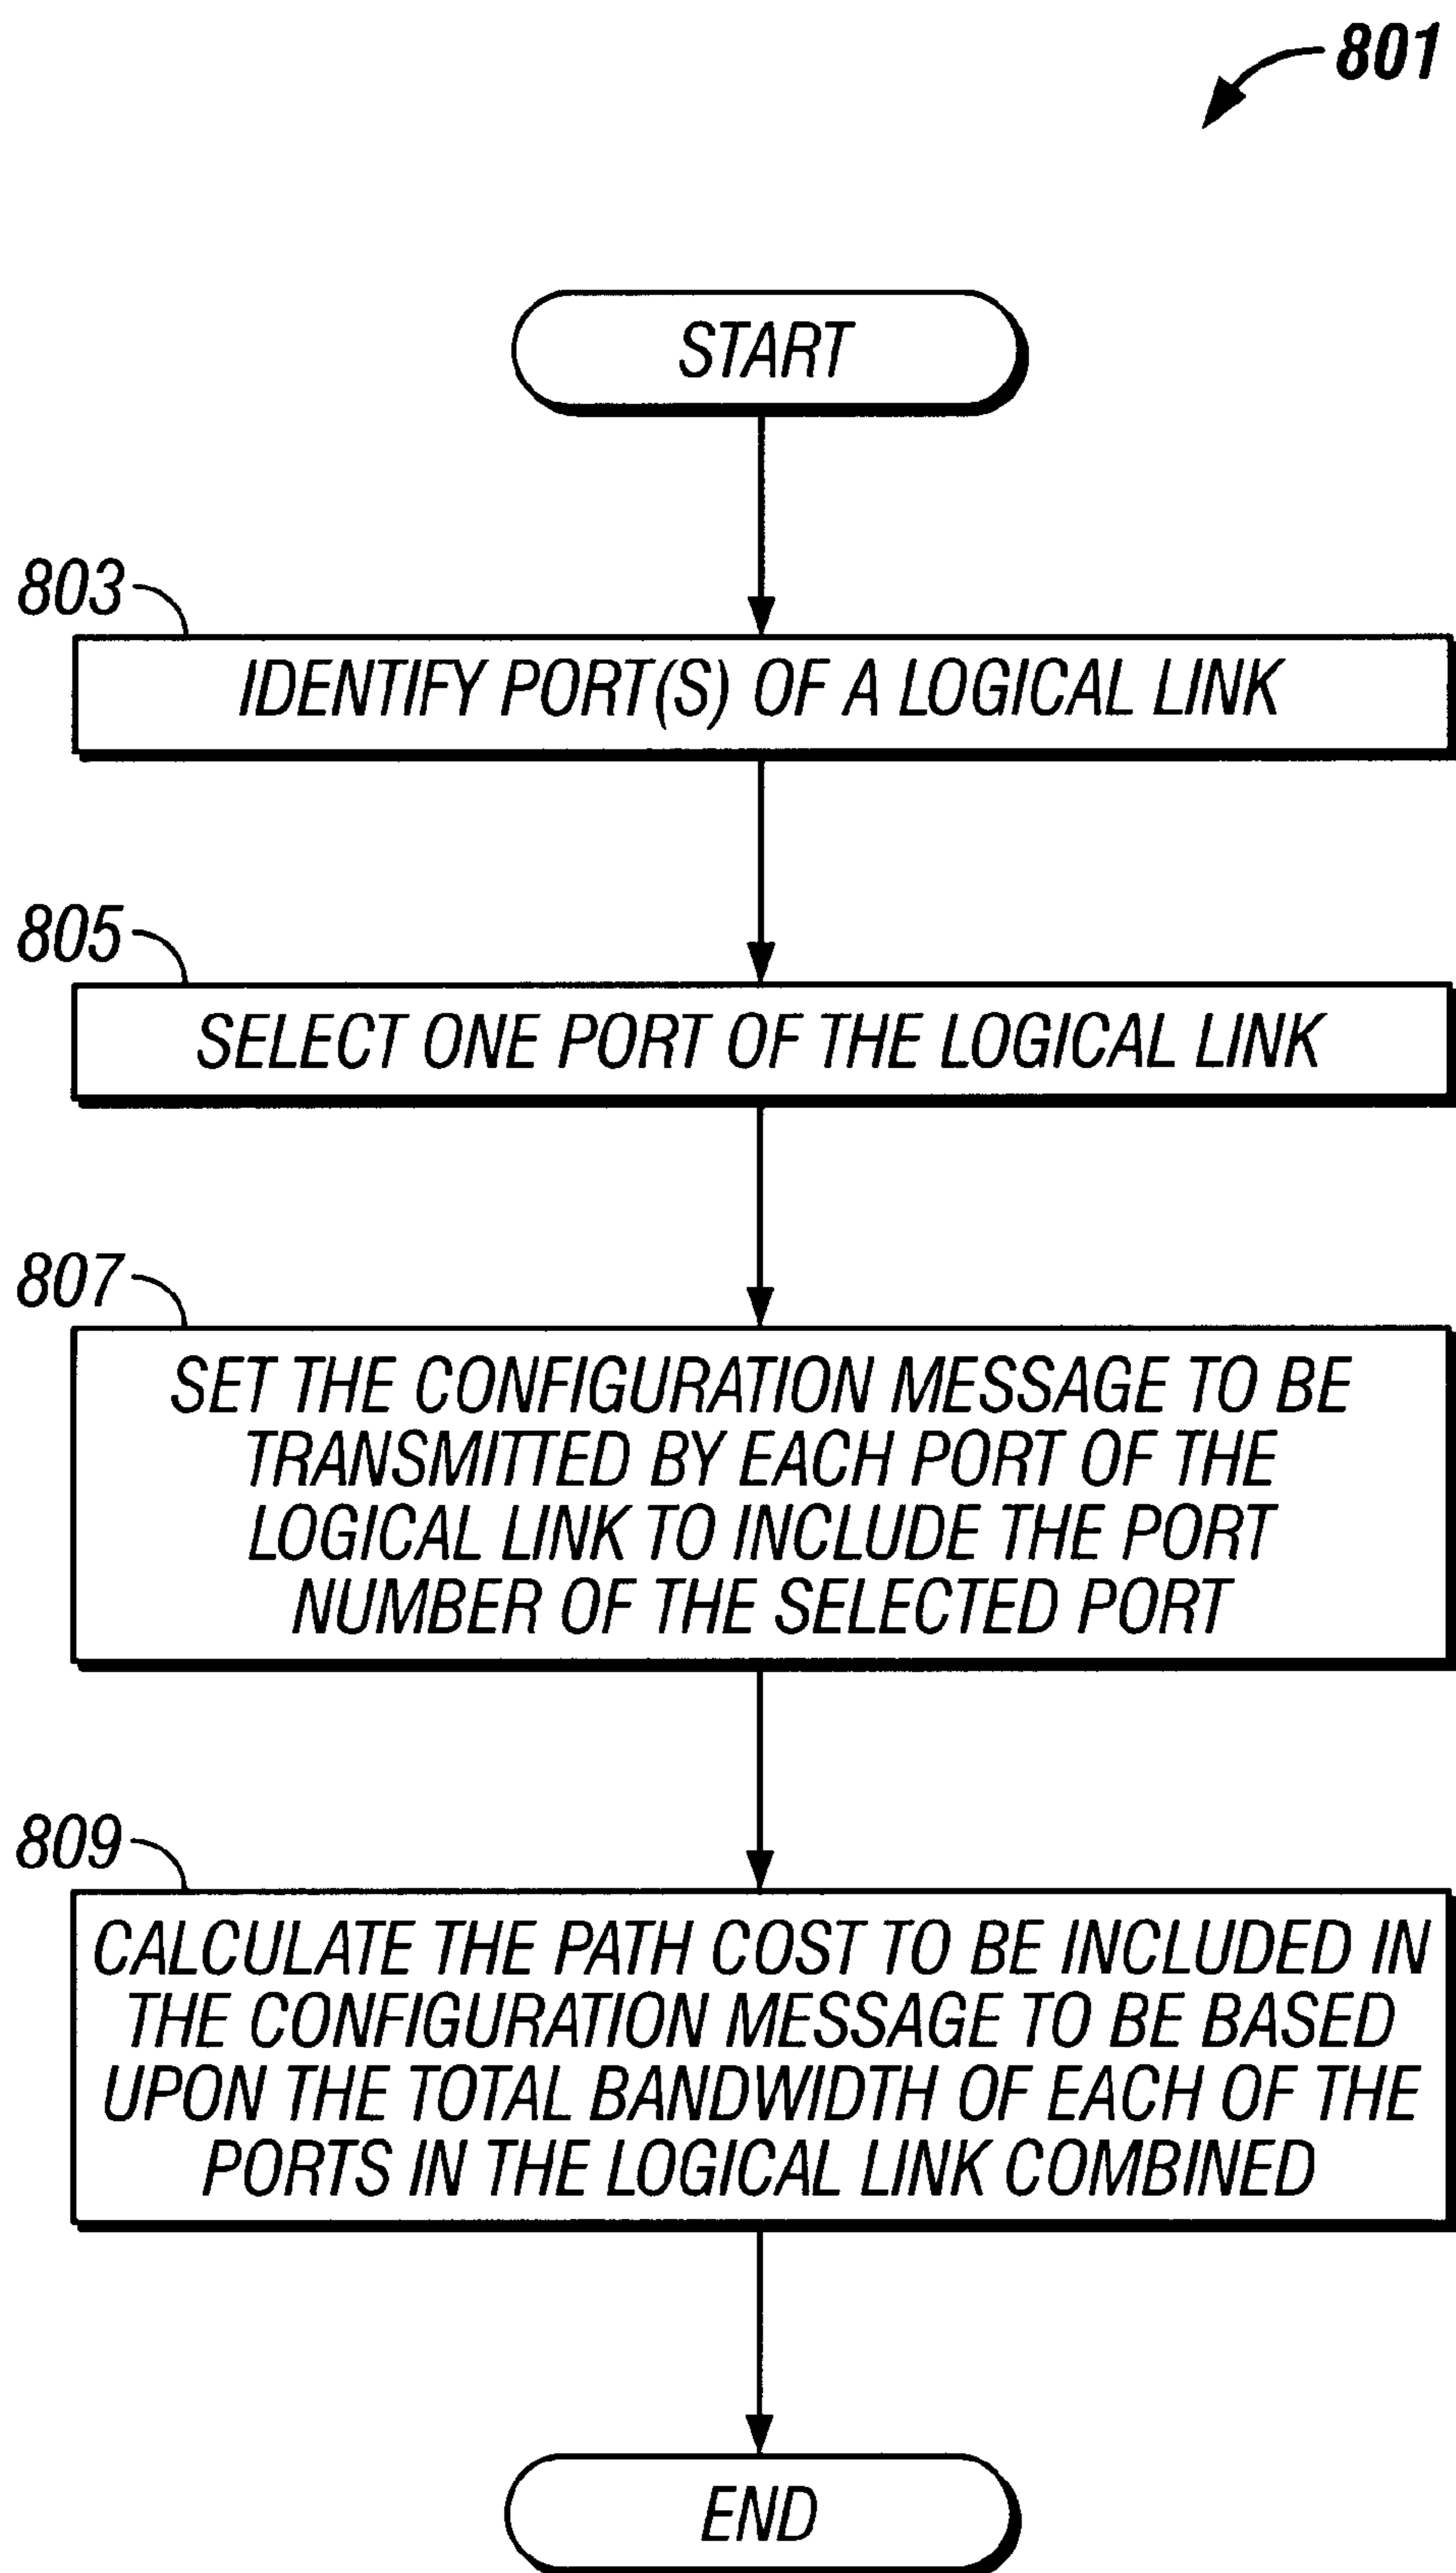 801
START
803
IDENTIFY PORT(S) OF A LOGICAL LINK
805
SELECT ONE PORT OF THE LOGICAL LINK
807
SET THE CONFIGURATION MESSAGE TO BE
TRANSMITTED BY EACH PORT OF THE
LOGICAL LINK TO INCLUDE THE PORT
NUMBER OF THE SELECTED PORT
809
CALCULATE THE PATH COST TO BE INCLUDED IN
THE CONFIGURATION MESSAGE TO BE BASED
UPON THE TOTAL BANDWIDTH OF EACH OF THE
PORTS IN THE LOGICAL LINK COMBINED
END